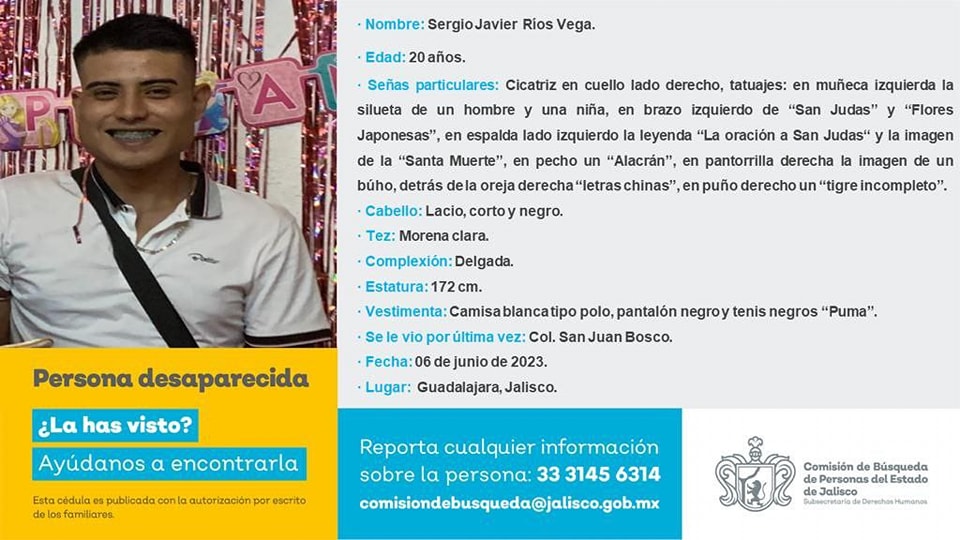 · Nombre: Sergio Javier Ríos Vega.
· Edad: 20 años.
· Señas particulares: Cicatriz en cuello lado derecho, tatuajes: en muñeca izquierda la
silueta de un hombre y una niña, en brazo izquierdo de “San Judas” y “Flores
Japonesas”, en espalda lado izquierdo la leyenda “La oración a San Judas“ y la imagen
de la “Santa Muerte”, en pecho un “Alacrán”, en pantorrilla derecha la imagen de un
búho, detrás de la oreja derecha “letras chinas”, en puño derecho un “tigre incompleto”.
· Cabello: Lacio, corto y negro.
· Tez: Morena clara.
· Complexión: Delgada.
· Estatura: 172 cm.
· Vestimenta: Camisa blanca tipo polo, pantalón negro y tenis negros “Puma”.
· Se le vio por última vez: Col. San Juan Bosco.
· Fecha: 06 de junio de 2023.
· Lugar: Guadalajara, Jalisco.
Persona desaparecida
¿La has visto?
Ayúdanos a encontrarla
Esta cédula es publicada con la autorización por escrito
de los familiares.
Reporta cualquier información
sobre la persona: 33 3145 6314
comisiondebusqueda@jalisco.gob.mx
Comisión de Búsqueda
de Personas del Estado
de Jalisco
Subsecretaría de Derechos Humanos